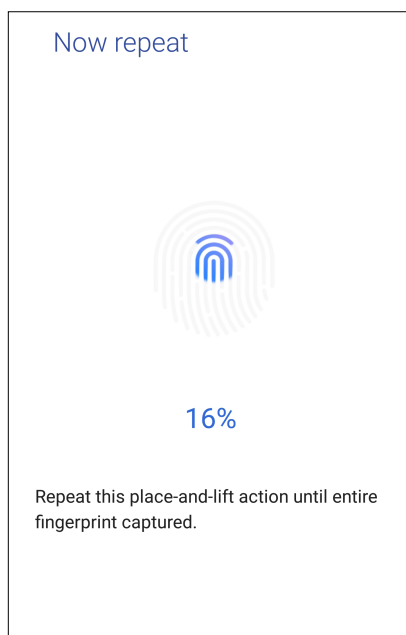 Now repeat
16%
Repeat this place-and-lift action until entire
fingerprint captured.